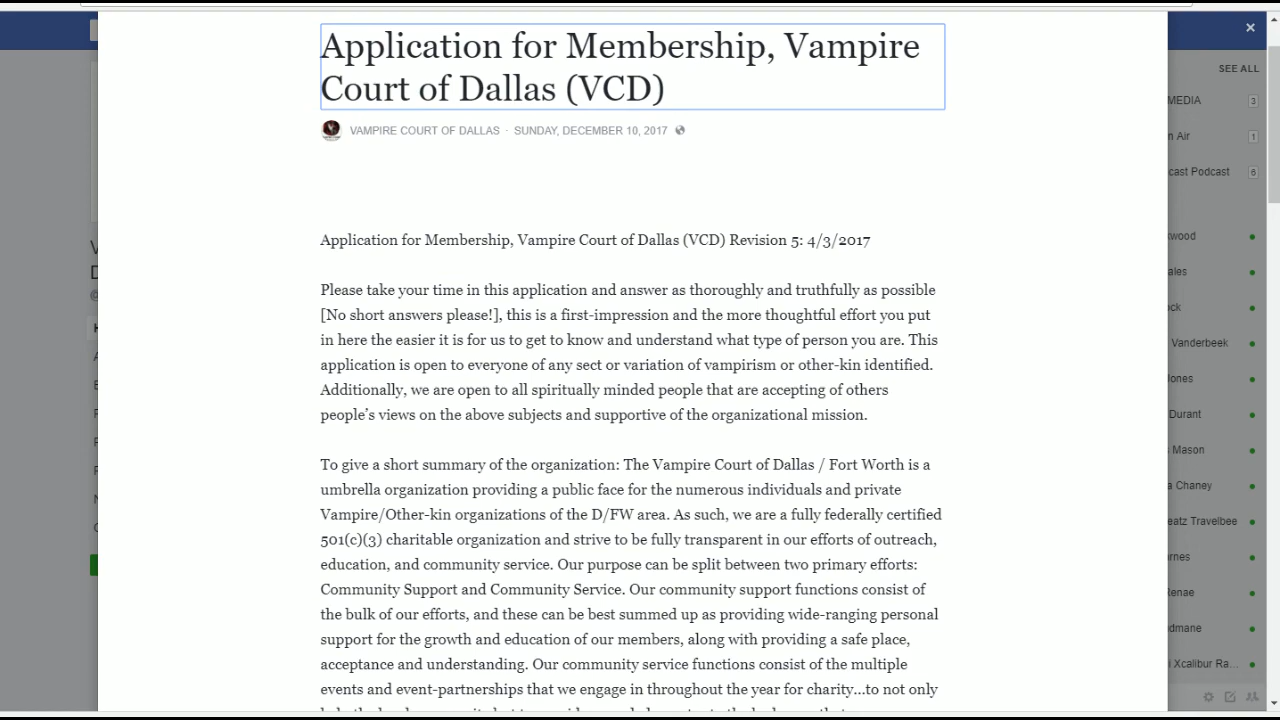 Application for Membership, Vampire
Court of Dallas (VCD)
VAMPIRE COURT OF DALLAS · SUNDAY, DECEMBER 10, 2017
Application for Membership, Vampire Court of Dallas (VCD) Revision 5: 4/3/2017
Please take your time in this application and answer as thoroughly and truthfully as possible
[No short answers please!], this is a first-impression and the more thoughtful effort you put
in here the easier it is for us to get to know and understand what type of person you are. This
application is open to everyone of any sect or variation of vampirism or other-kin identified.
Additionally, we are open to all spiritually minded people that are accepting of others
people’s views on the above subjects and supportive of the organizational mission.
To give a short summary of the organization: The Vampire Court of Dallas / Fort Worth is a
umbrella organization providing a public face for the numerous individuals and private
Vampire/Other-kin organizations of the D/FW area. As such, we are a fully federally certified
501(c)(3) charitable organization and strive to be fully transparent in our efforts of outreach,
education, and community service. Our purpose can be split between two primary efforts:
Community Support and Community Service. Our community support functions consist of
the bulk of our efforts, and these can be best summed up as providing wide-ranging personal
support for the growth and education of our members, along with providing a safe place,
acceptance and understanding. Our community service functions consist of the multiple
events and event-partnerships that we engage in throughout the year for charity...to not only
SEE ALL
MEDIA 3
n Air 1
cast Podcast 6
wood
ales
ck
Vanderbeek
Jones
Durant
s Mason
a Chaney
eatz Travelbee
rnes
Renae
dmane
i Xcalibur Ra...